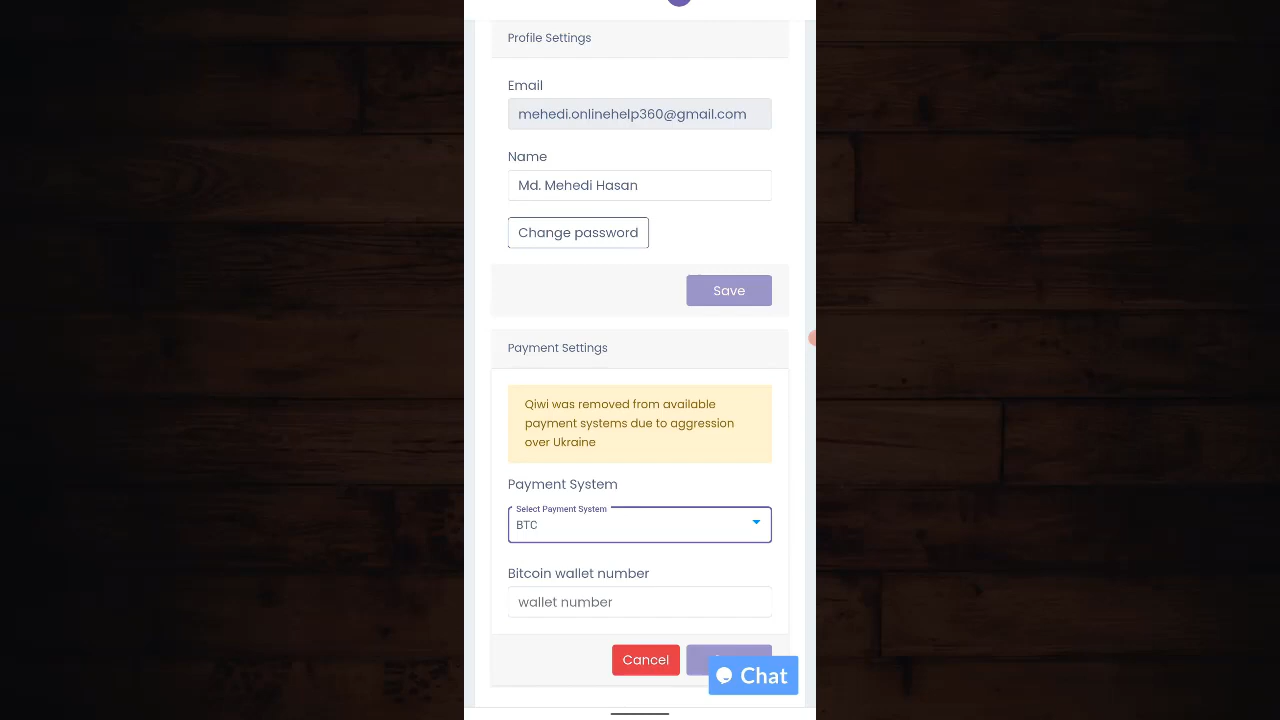 Profile Settings
Email
mehedi.onlinehelp360@gmail.com
Name
Md. Mehedi Hasan
Change password
Save
Payment Settings
Qiwi was removed from available
payment systems due to aggression
over Ukraine
Payment System
Select Payment System
BTC
Bitcoin wallet number
wallet number
Cancel
Chat